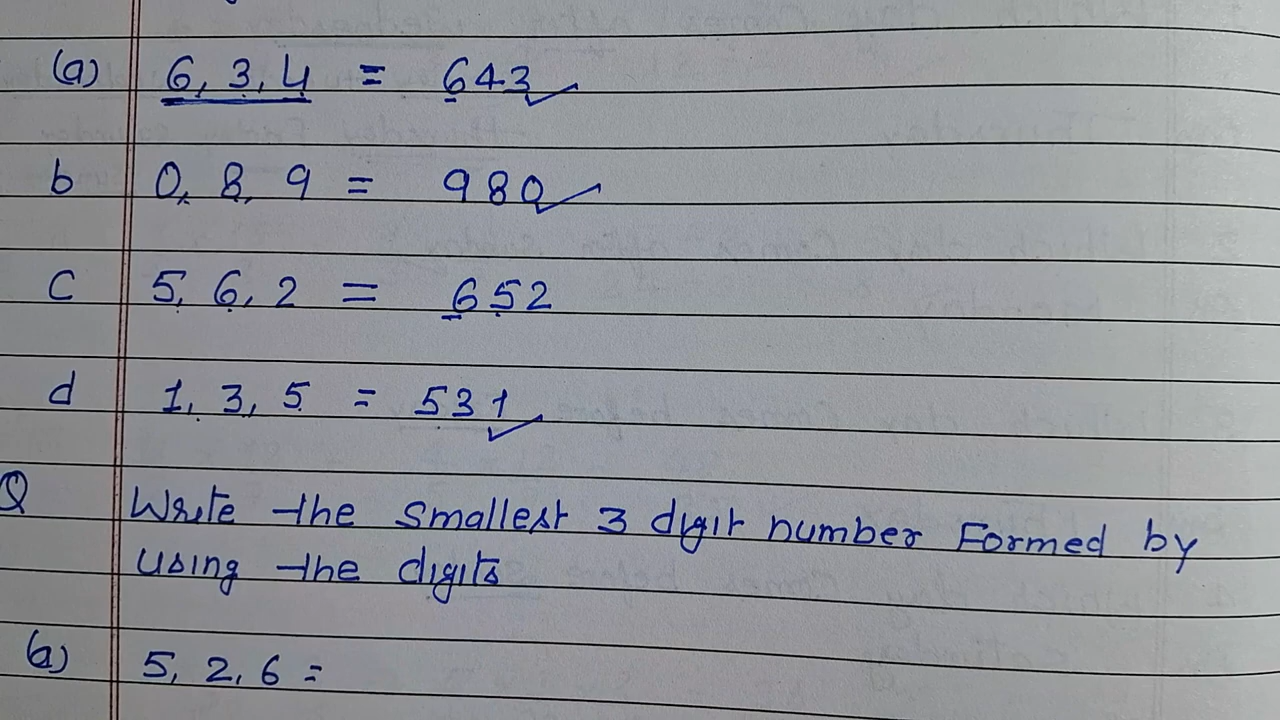 (a) 6, 3, 4 = 643 ✓
b 0, 8, 9 = 980 ✓
c 5, 6, 2 = 652
d 1, 3, 5 = 531 ✓
Q Write the smallest 3 digit number Formed by
using the digits
(a) 5, 2, 6 =